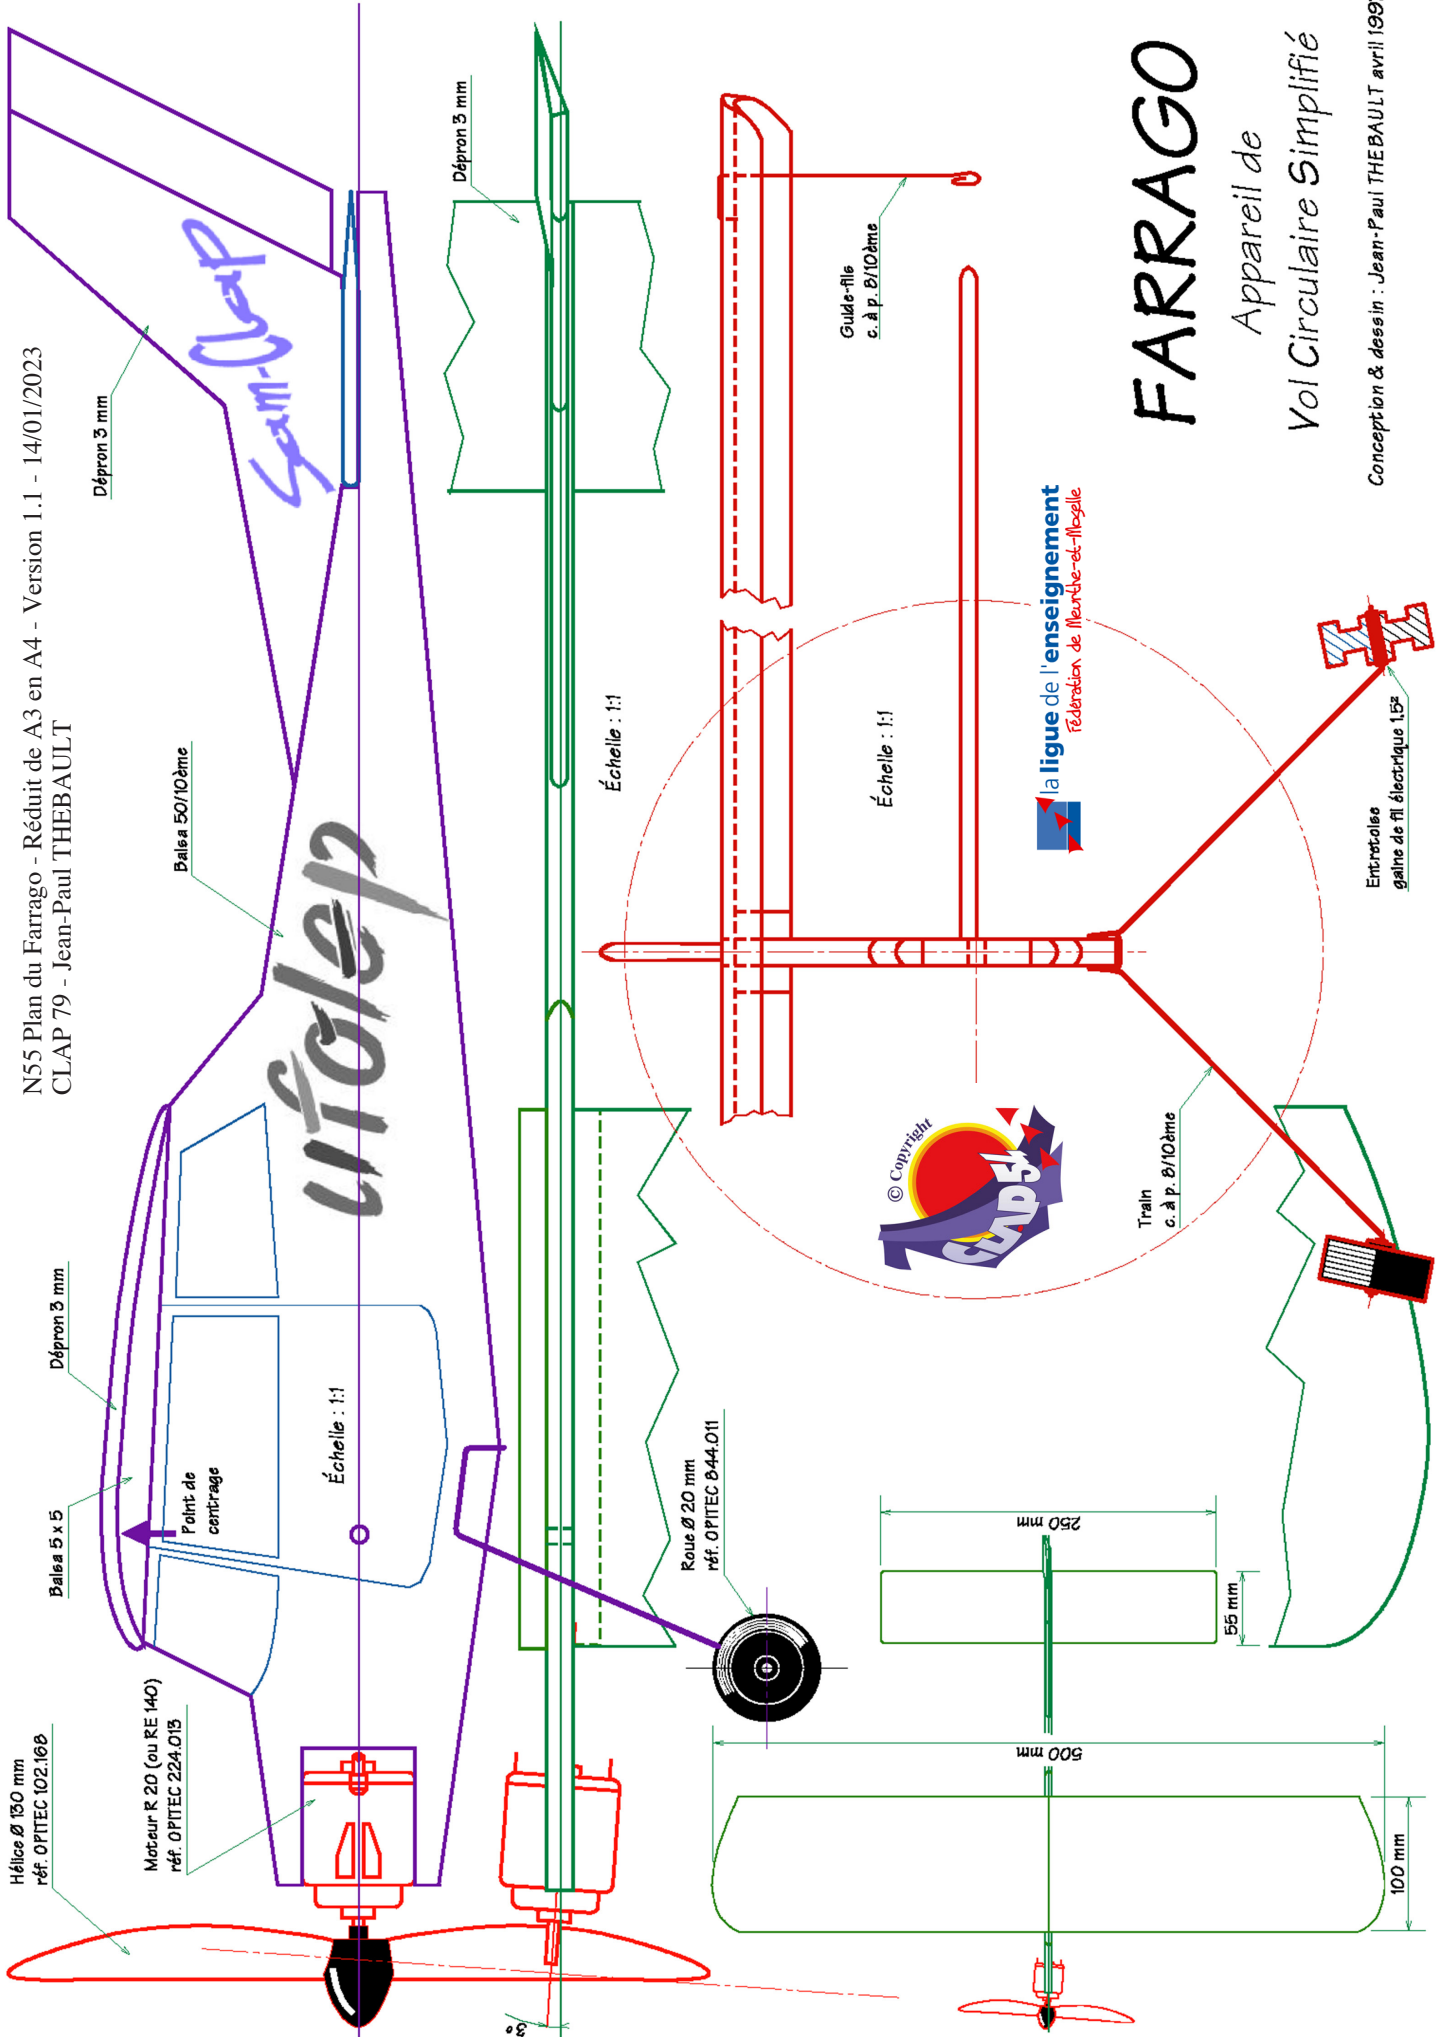 N55 Plan du Farrago - Réduit de A3 en A4 - Version 1.1 - 14/01/2023
CLAP 79 - Jean-Paul THEBAULT
Hélice Ø 130 mm
réf. OPITEC 102.168
Moteur R 20 (ou RE 140)
réf. OPITEC 224.013
Balsa 5 x 5
Dépron 3 mm
Balsa 50/10ème
Dépron 3 mm
Point de
centrage
Échelle : 1:1
ufolep
Sam-Clap
Dépron 3 mm
3°
Échelle : 1:1
Roue Ø 20 mm
réf. OPITEC 844.011
Guide-fils
c. à p. 8/10ème
Échelle : 1:1
© Copyright
CLAP 54
la ligue de l'enseignement
Fédération de Meurthe-et-Moselle
Train
c. à p. 8/10ème
Entretoise
gaine de fil électrique 1.5²
500 mm
250 mm
55 mm
100 mm
FARRAGO
Appareil de
Vol Circulaire Simplifié
Conception & dessin : Jean-Paul THEBAULT avril 199